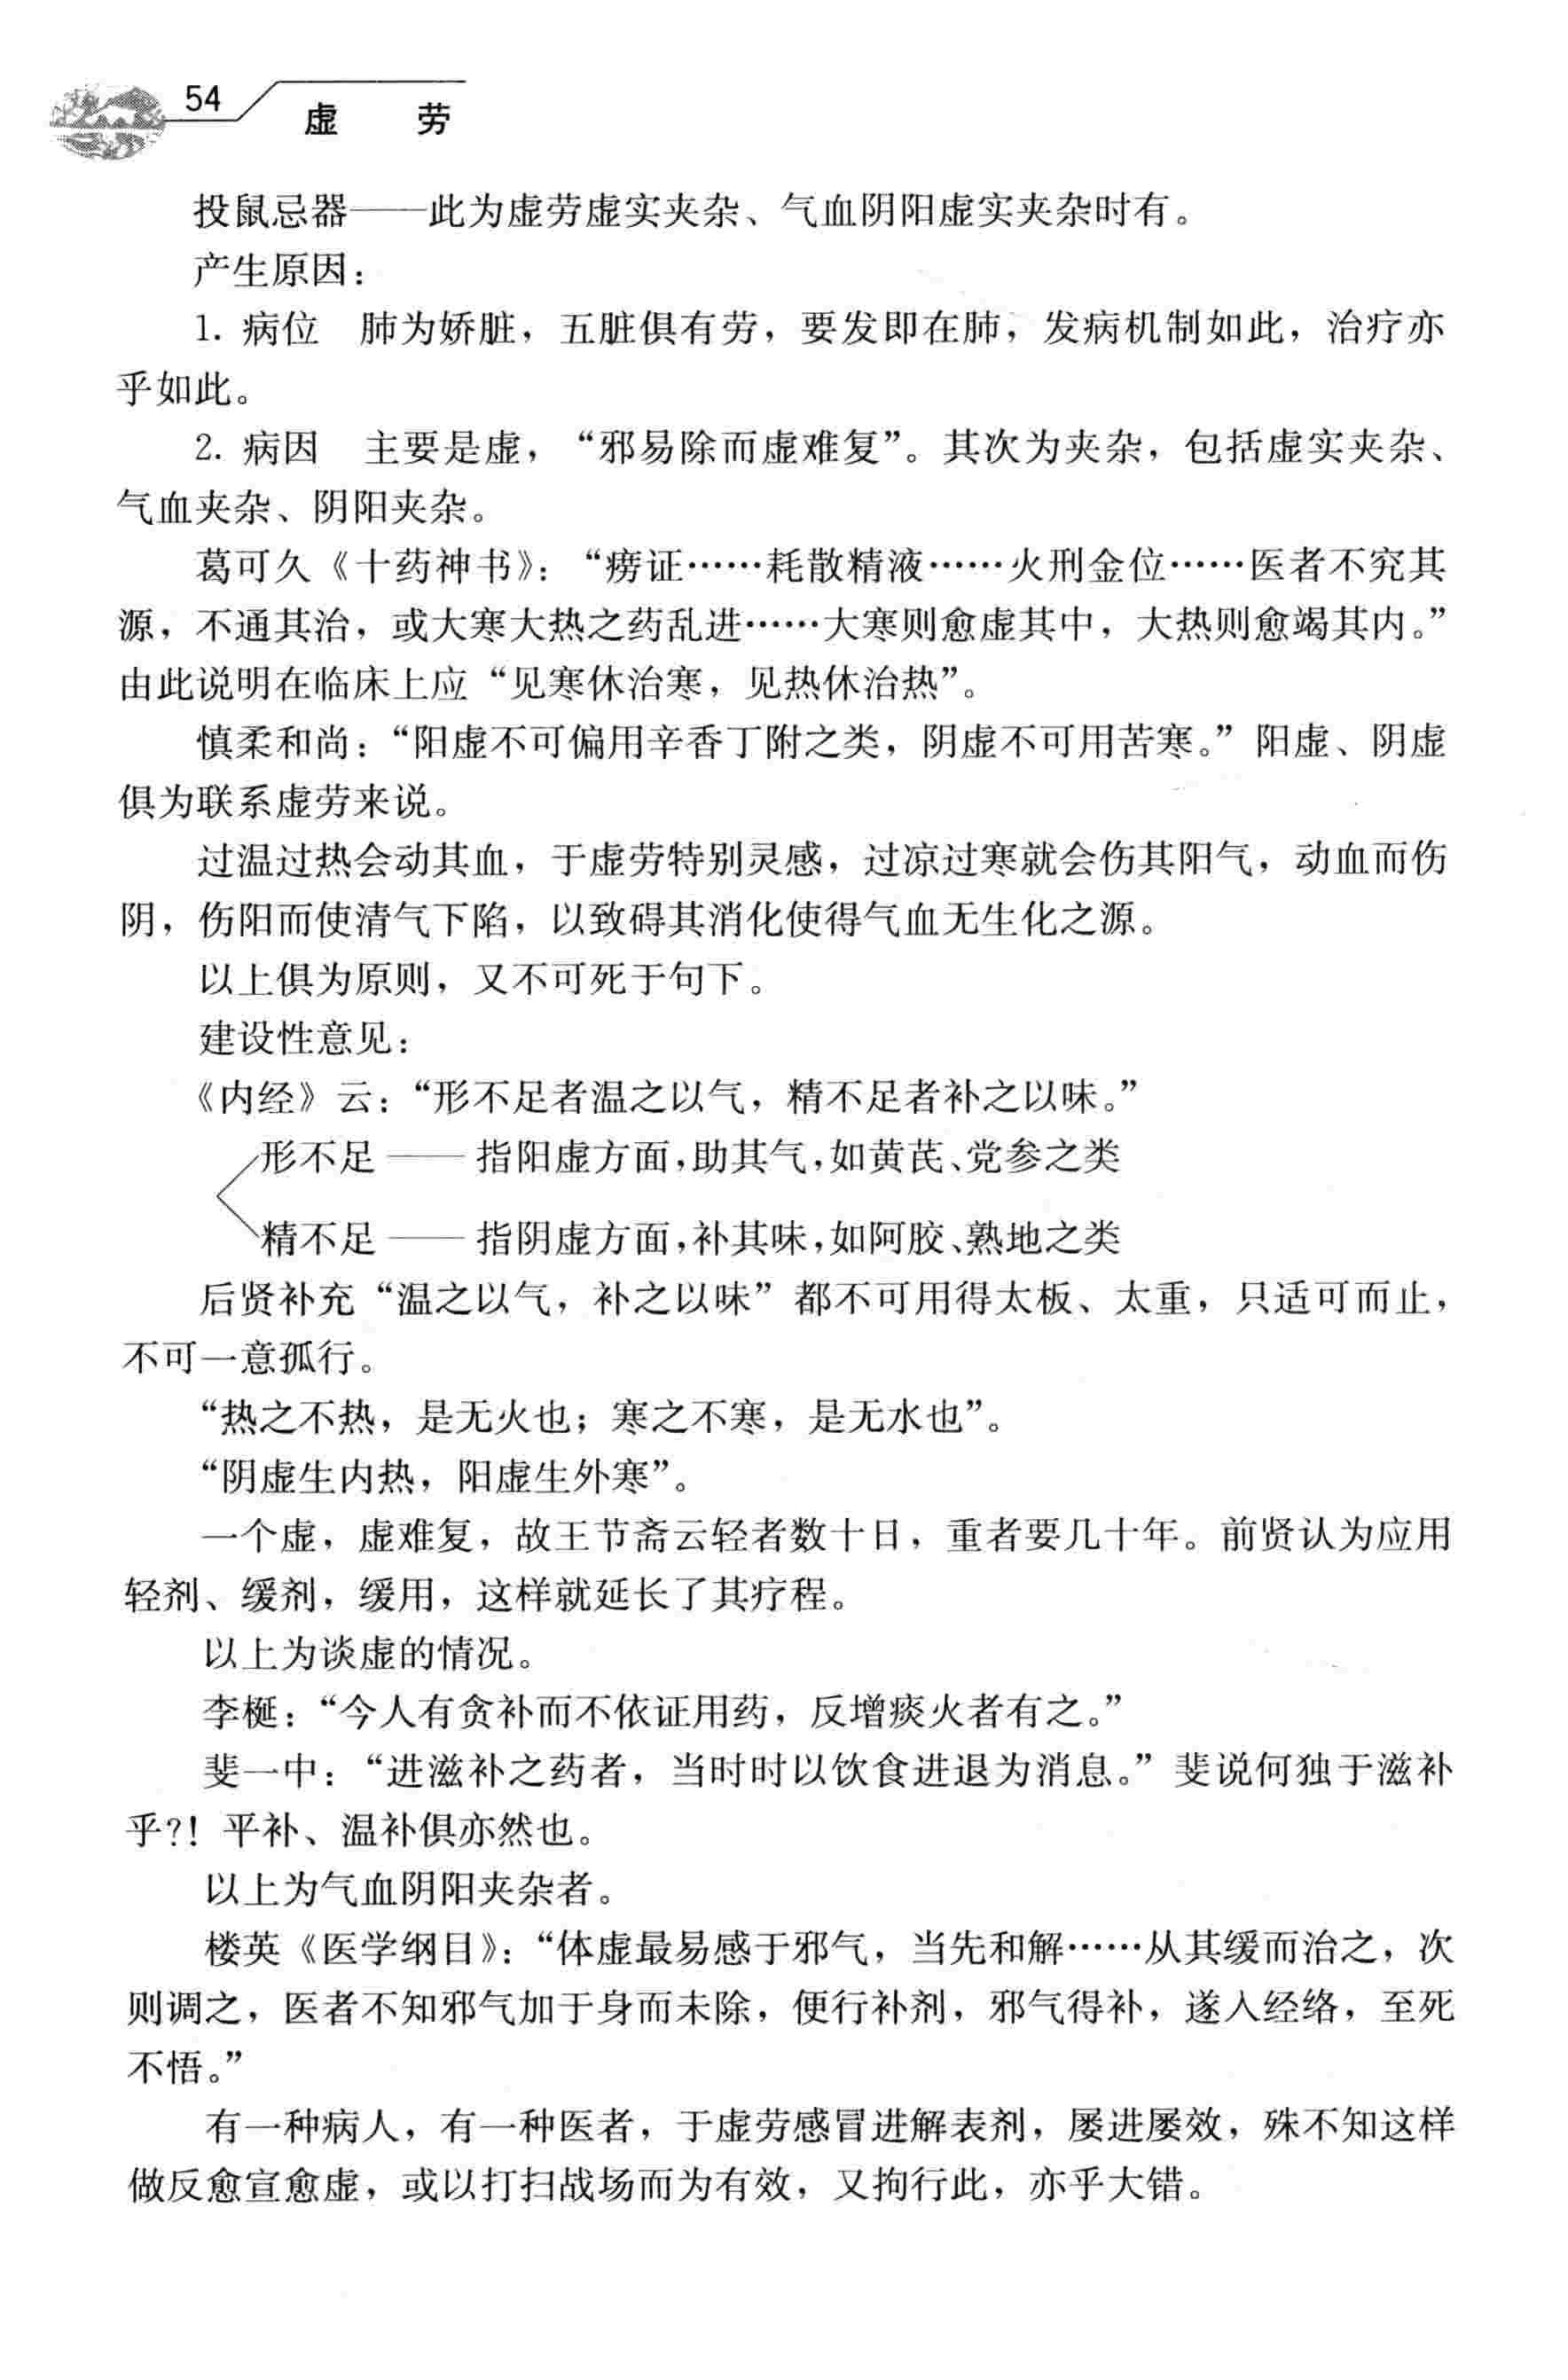 54
虚 劳
投鼠忌器——此为虚劳虚实夹杂、气血阴阳虚实夹杂时有。
产生原因：
1. 病位　肺为娇脏，五脏俱有劳，要发即在肺，发病机制如此，治疗亦
乎如此。
2. 病因　主要是虚，“邪易除而虚难复”。其次为夹杂，包括虚实夹杂、
气血夹杂、阴阳夹杂。
葛可久《十药神书》：“痨证……耗散精液……火刑金位……医者不究其
源，不通其治，或大寒大热之药乱进……大寒则愈虚其中，大热则愈竭其内。”
由此说明在临床上应“见寒休治寒，见热休治热”。
慎柔和尚：“阳虚不可偏用辛香丁附之类，阴虚不可用苦寒。”阳虚、阴虚
俱为联系虚劳来说。
过温过热会动其血，于虚劳特别灵感，过凉过寒就会伤其阳气，动血而伤
阴，伤阳而使清气下陷，以致碍其消化使得气血无生化之源。
以上俱为原则，又不可死于句下。
建设性意见：
《内经》云：“形不足者温之以气，精不足者补之以味。”
形不足 —— 指阳虚方面，助其气，如黄芪、党参之类
精不足 —— 指阴虚方面，补其味，如阿胶、熟地之类
后贤补充“温之以气，补之以味”都不可用得太板、太重，只适可而止，
不可一意孤行。
“热之不热，是无火也；寒之不寒，是无水也”。
“阴虚生内热，阳虚生外寒”。
一个虚，虚难复，故王节斋云轻者数十日，重者要几十年。前贤认为应用
轻剂、缓剂，缓用，这样就延长了其疗程。
以上为谈虚的情况。
李梴：“今人有贪补而不依证用药，反增痰火者有之。”
斐一中：“进滋补之药者，当时时以饮食进退为消息。”斐说何独于滋补
乎?! 平补、温补俱亦然也。
以上为气血阴阳夹杂者。
楼英《医学纲目》：“体虚最易感于邪气，当先和解……从其缓而治之，次
则调之，医者不知邪气加于身而未除，便行补剂，邪气得补，遂入经络，至死
不悟。”
有一种病人，有一种医者，于虚劳感冒进解表剂，屡进屡效，殊不知这样
做反愈宣愈虚，或以打扫战场而为有效，又拘行此，亦乎大错。